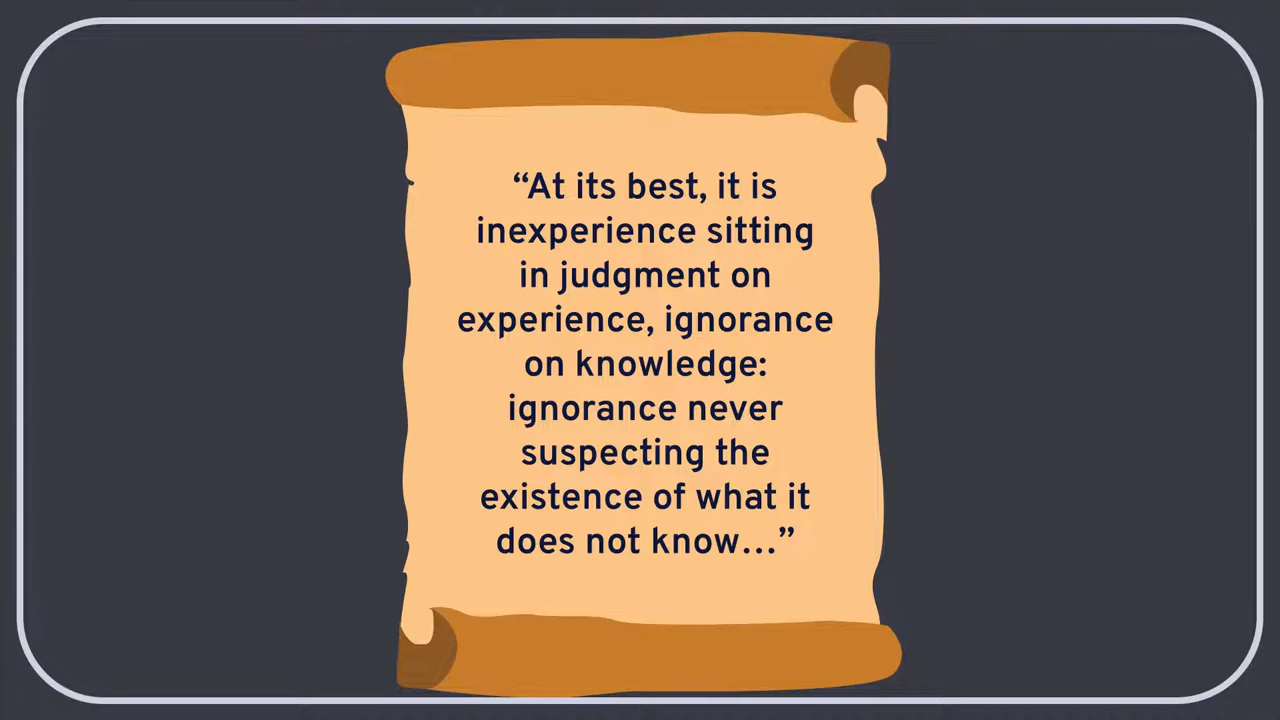 “At its best, it is
inexperience sitting
in judgment on
experience, ignorance
on knowledge:
ignorance never
suspecting the
existence of what it
does not know…”